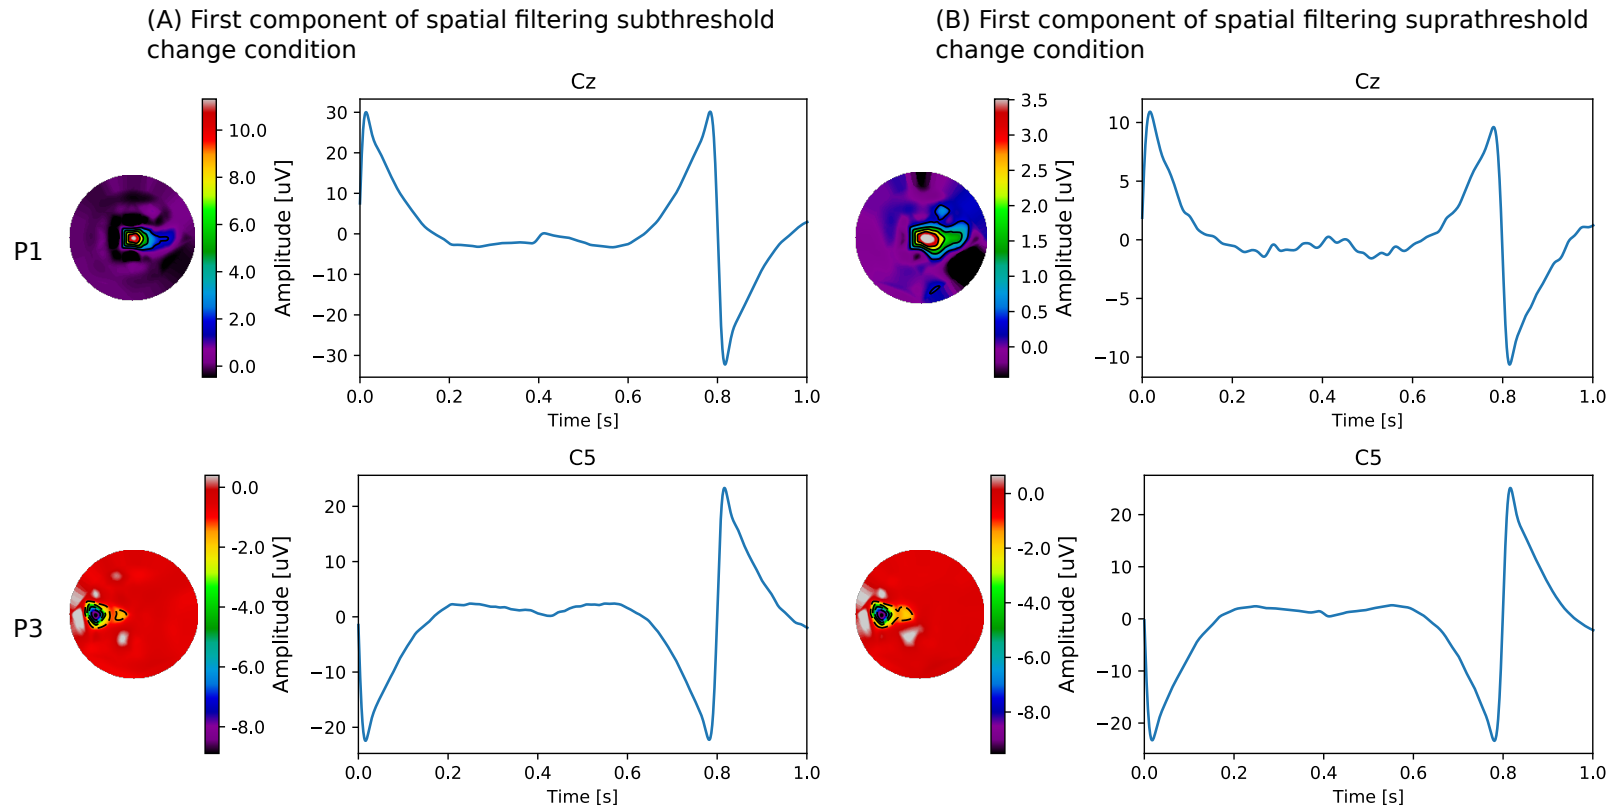 (A) First component of spatial filtering subthreshold
change condition
(B) First component of spatial filtering suprathreshold
change condition
P1
10.0
8.0
6.0
4.0
2.0
0.0
Amplitude [uV]
Cz
30
20
10
0
−10
−20
−30
0.0 0.2 0.4 0.6 0.8 1.0
Time [s]
3.5
3.0
2.5
2.0
1.5
1.0
0.5
0.0
Amplitude [uV]
Cz
10
5
0
−5
−10
0.0 0.2 0.4 0.6 0.8 1.0
Time [s]
P3
0.0
-2.0
-4.0
-6.0
-8.0
Amplitude [uV]
C5
20
10
0
−10
−20
0.0 0.2 0.4 0.6 0.8 1.0
Time [s]
0.0
-2.0
-4.0
-6.0
-8.0
Amplitude [uV]
C5
20
10
0
−10
−20
0.0 0.2 0.4 0.6 0.8 1.0
Time [s]